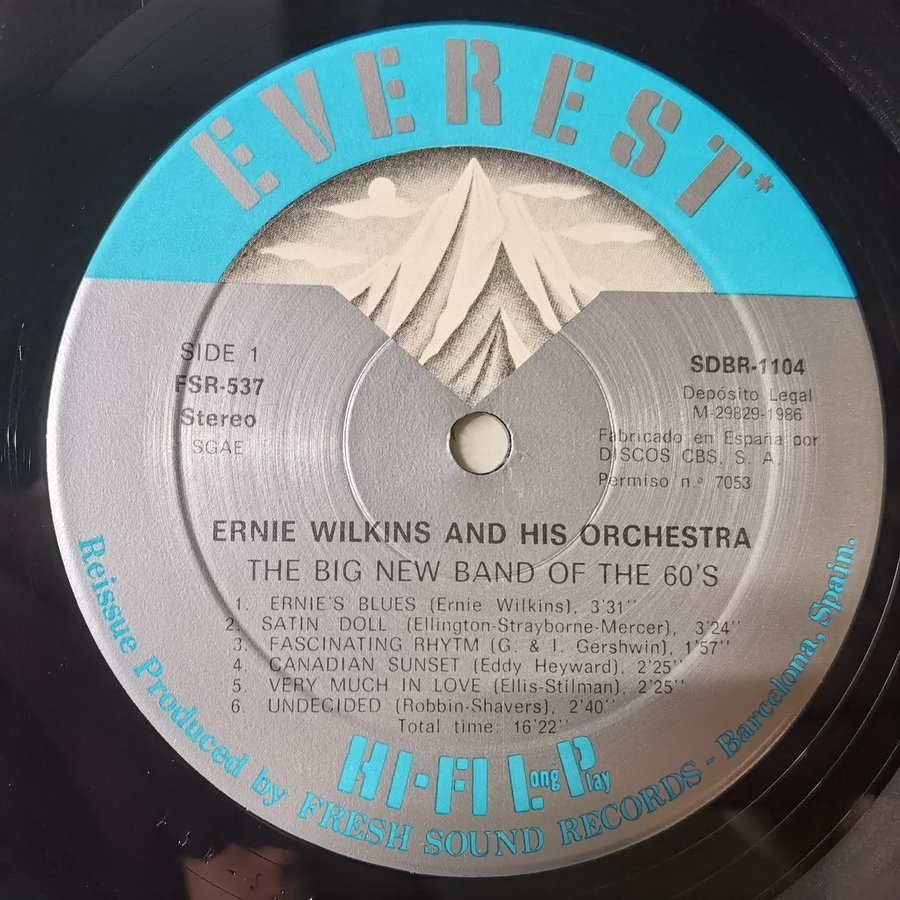 EVEREST*
SIDE 1
FSR-537
Stereo
SGAE
SDBR-1104
Depósito Legal
M-29829-1986
Fabricado en España por
DISCOS CBS, S. A.
Permiso n.º 7053
ERNIE WILKINS AND HIS ORCHESTRA
THE BIG NEW BAND OF THE 60'S
1. ERNIE'S BLUES (Ernie Wilkins), 3'31''
2. SATIN DOLL (Ellington-Strayborne-Mercer), 3'24''
3. FASCINATING RHYTM (G. & I. Gershwin), 1'57''
4. CANADIAN SUNSET (Eddy Heyward), 2'25''
5. VERY MUCH IN LOVE (Ellis-Stilman), 2'25''
6. UNDECIDED (Robbin-Shavers), 2'40''
Total time: 16'22''
HI-FI Long Play
Reissue Produced by FRESH SOUND RECORDS - Barcelona, Spain.